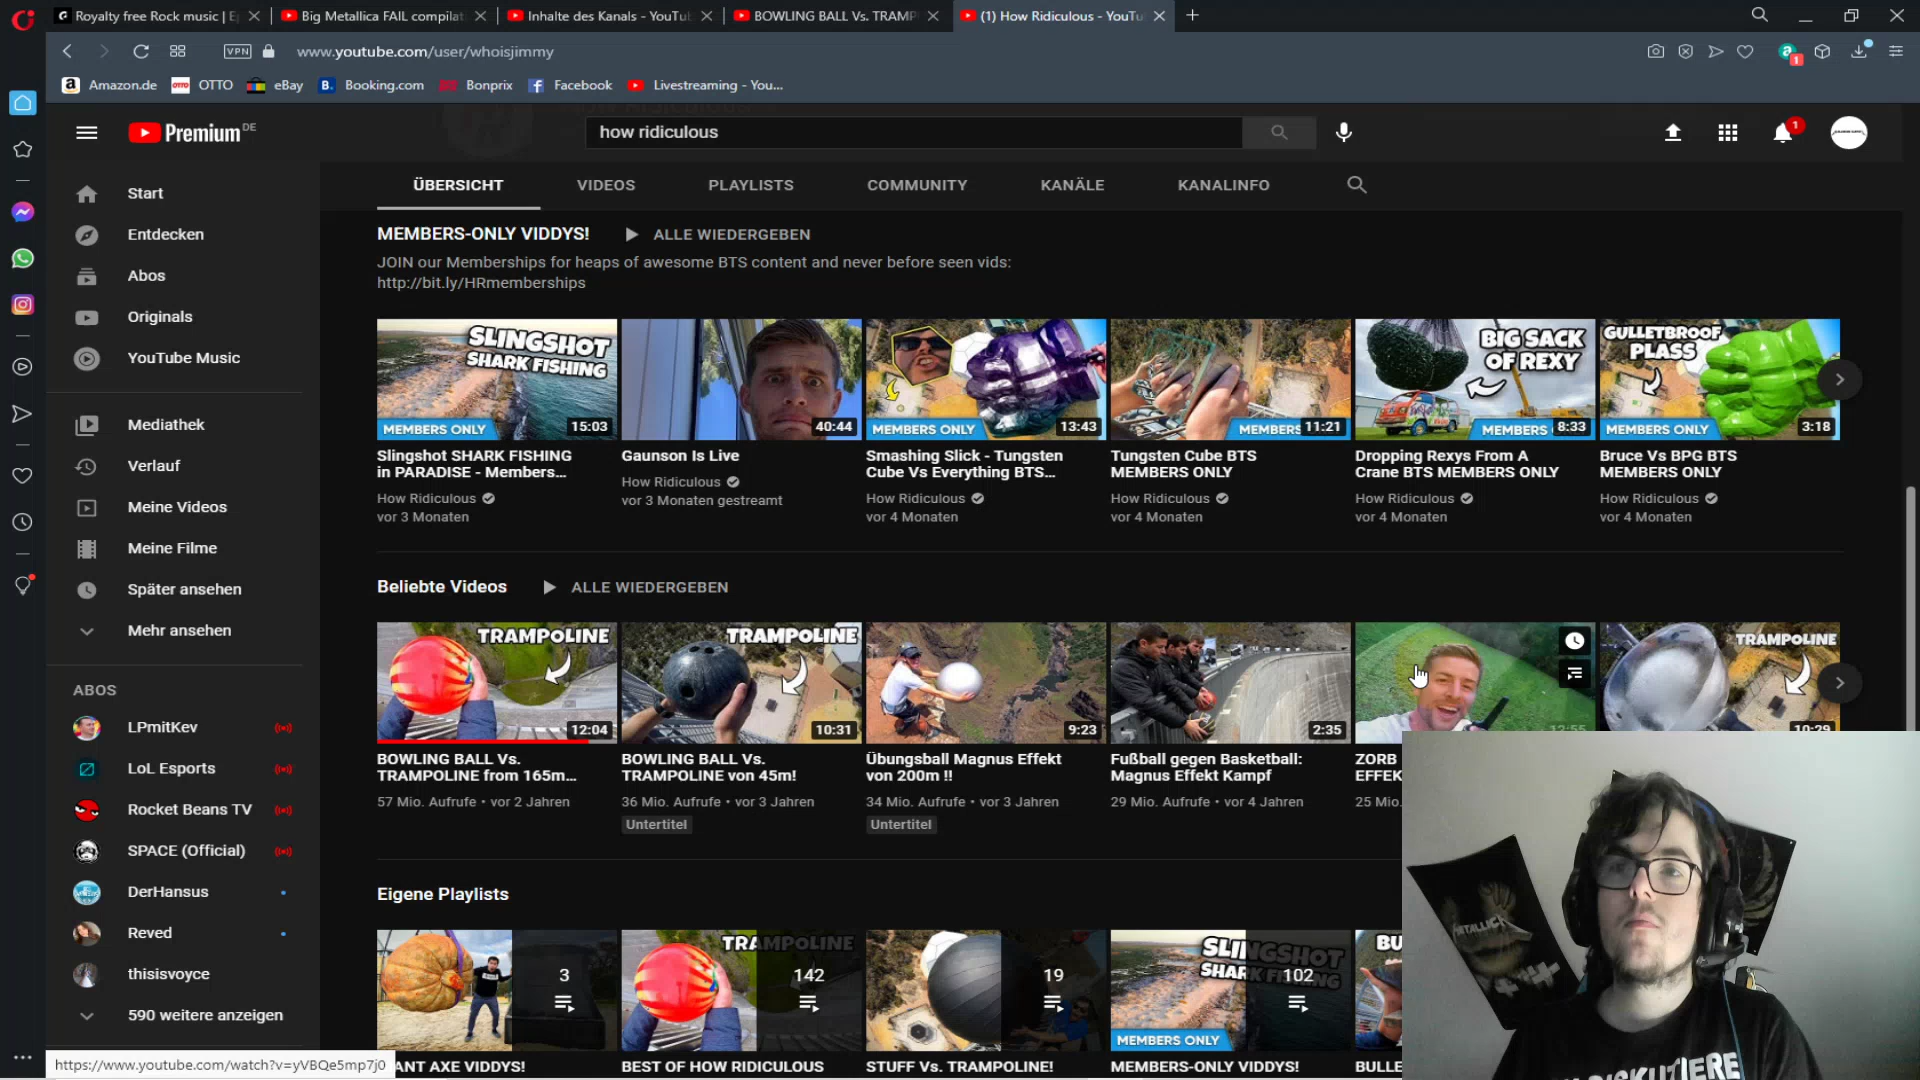 Royalty free Rock music | E
Big Metallica FAIL compilat
Inhalte des Kanals - YouTu
BOWLING BALL Vs. TRAMP
(1) How Ridiculous - YouTu
VPN
www.youtube.com/user/whoisjimmy
1
Amazon.de
OTTO
eBay
Booking.com
Bonprix
Facebook
Livestreaming - You...
Premium DE
how ridiculous
1
ÜBERSICHT
VIDEOS
PLAYLISTS
COMMUNITY
KANÄLE
KANALINFO
Start
Entdecken
Abos
Originals
YouTube Music
Mediathek
Verlauf
Meine Videos
Meine Filme
Später ansehen
Mehr ansehen
ABOS
LPmitKev
LoL Esports
Rocket Beans TV
SPACE (Official)
DerHansus
Reved
thisisvoyce
590 weitere anzeigen
https://www.youtube.com/watch?v=yVBQe5mp7j0
MEMBERS-ONLY VIDDYS!
ALLE WIEDERGEBEN
JOIN our Memberships for heaps of awesome BTS content and never before seen vids:
http://bit.ly/HRmemberships
SLINGSHOT
SHARK FISHING
MEMBERS ONLY
15:03
Slingshot SHARK FISHING
in PARADISE - Members...
How Ridiculous
vor 3 Monaten
40:44
Gaunson Is Live
How Ridiculous
vor 3 Monaten gestreamt
MEMBERS ONLY
13:43
Smashing Slick - Tungsten
Cube Vs Everything BTS...
How Ridiculous
vor 4 Monaten
MEMBERS
11:21
Tungsten Cube BTS
MEMBERS ONLY
How Ridiculous
vor 4 Monaten
BIG SACK
OF REXY
MEMBERS
8:33
Dropping Rexys From A
Crane BTS MEMBERS ONLY
How Ridiculous
vor 4 Monaten
GULLETBROOF
PLASS
MEMBERS ONLY
3:18
Bruce Vs BPG BTS
MEMBERS ONLY
How Ridiculous
vor 4 Monaten
Beliebte Videos
ALLE WIEDERGEBEN
TRAMPOLINE
12:04
BOWLING BALL Vs.
TRAMPOLINE from 165m...
57 Mio. Aufrufe • vor 2 Jahren
TRAMPOLINE
10:31
BOWLING BALL Vs.
TRAMPOLINE von 45m!
36 Mio. Aufrufe • vor 3 Jahren
Untertitel
9:23
Übungsball Magnus Effekt
von 200m !!
34 Mio. Aufrufe • vor 3 Jahren
Untertitel
2:35
Fußball gegen Basketball:
Magnus Effekt Kampf
29 Mio. Aufrufe • vor 4 Jahren
12:55
ZORB
EFFEK
25 Mio.
TRAMPOLINE
10:29
Eigene Playlists
3
ANT AXE VIDDYS!
TRAMPOLINE
142
BEST OF HOW RIDICULOUS
19
STUFF Vs. TRAMPOLINE!
SLINGSHOT
SHARK FISHING
102
MEMBERS ONLY
MEMBERS-ONLY VIDDYS!
BU
BULLE
METALLICA
DISKUTIERE